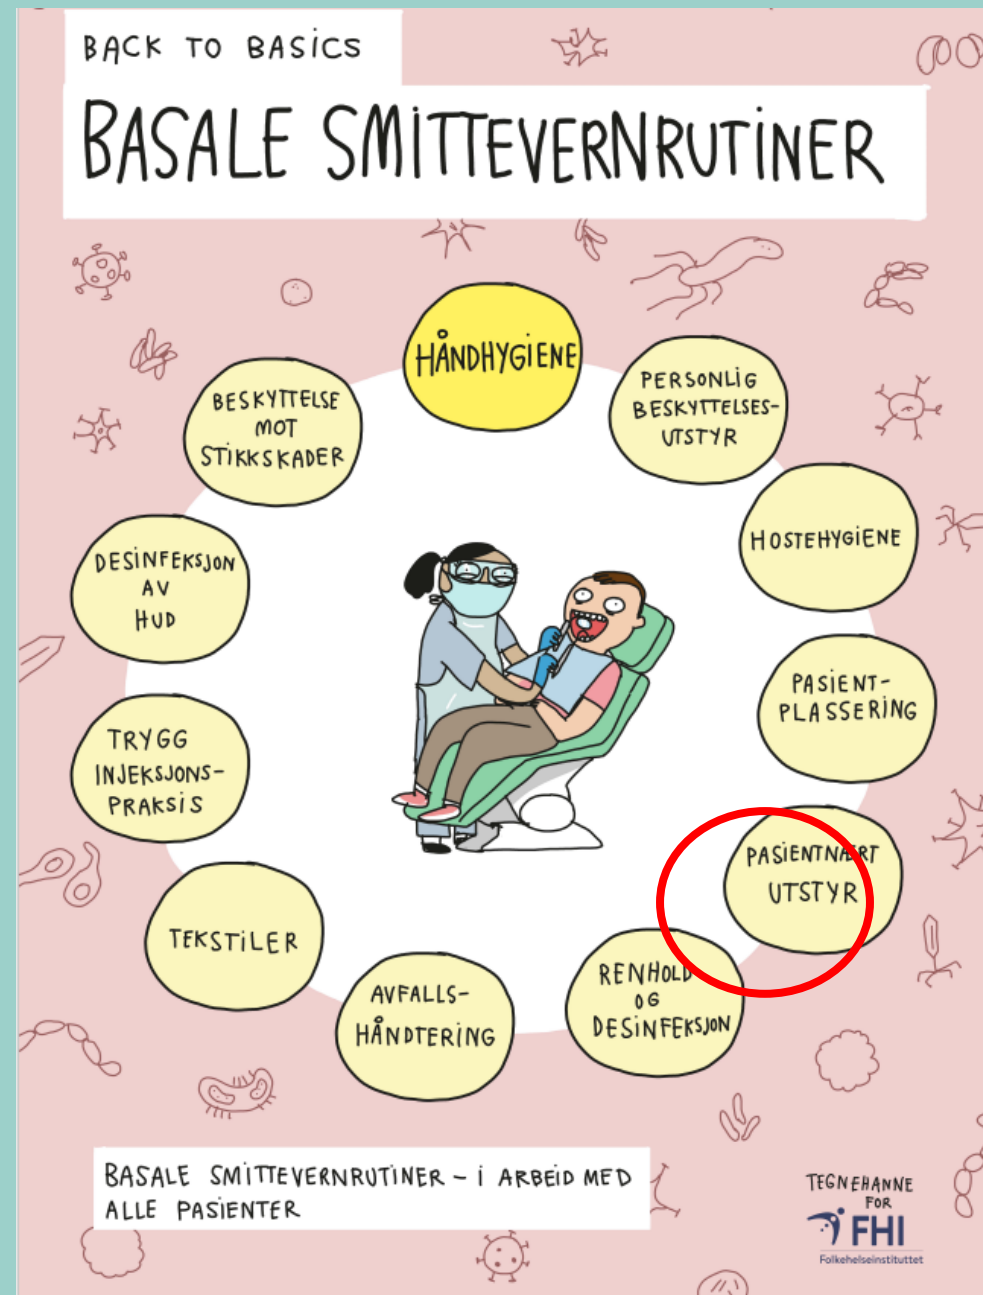 BACK TO BASICS
BASALE SMITTEVERNRUTINER
HÅNDHYGIENE
PERSONLIG
BESKYTTELSES-
UTSTYR
HOSTEHYGIENE
PASIENT-
PLASSERING
PASIENTNÆRT
UTSTYR
RENHOLD
OG
DESINFEKSJON
AVFALLS-
HÅNDTERING
TEKSTILER
TRYGG
INJEKSJONS-
PRAKSIS
DESINFEKSJON
AV
HUD
BESKYTTELSE
MOT
STIKKSKADER
BASALE SMITTEVERNRUTINER - I ARBEID MED
ALLE PASIENTER
TEGNEHANNE
FOR
FHI
Folkehelseinstituttet